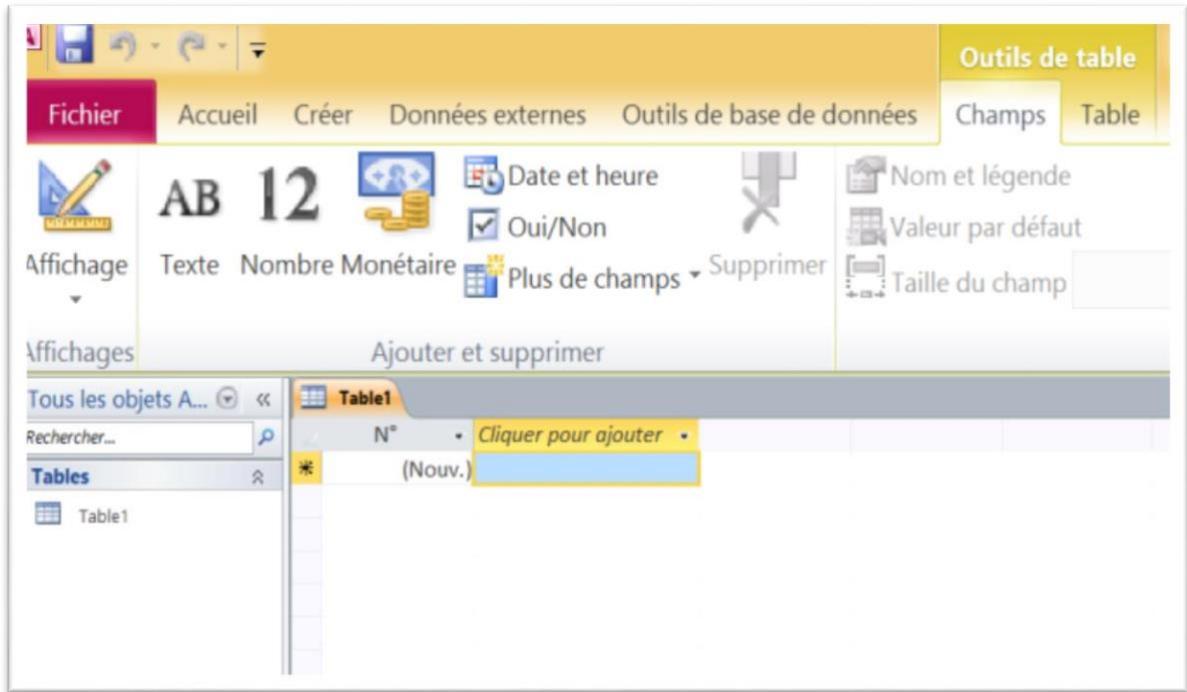 A
Outils de table
Fichier Accueil Créer Données externes Outils de base de données Champs Table
Affichage
AB
Texte
12
Nombre
Monétaire
Date et heure
Oui/Non
Plus de champs
Supprimer
Nom et légende
Valeur par défaut
Taille du champ
Affichages
Ajouter et supprimer
Tous les objets A... «
Rechercher...
Tables
Table1
Table1
N° Cliquer pour ajouter
(Nouv.)